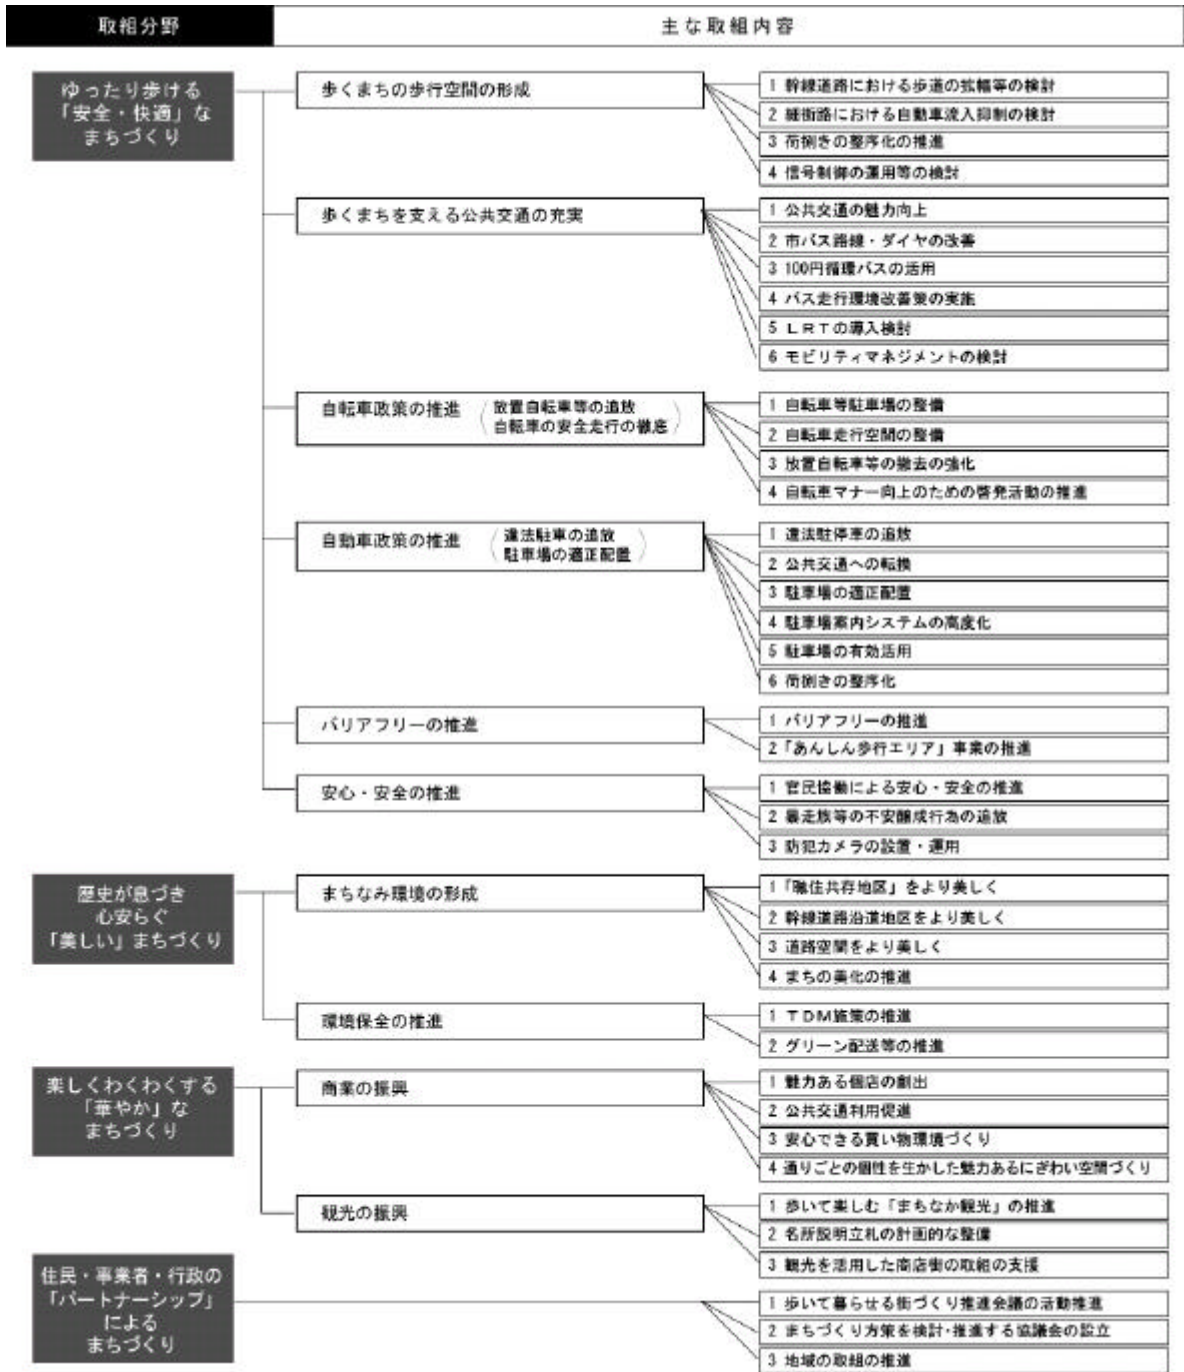 取組分野
主な取組内容
ゆったり歩ける
「安全・快適」な
まちづくり
歩くまちの歩行空間の形成
1 幹線道路における歩道の拡幅等の検討
2 細街路における自動車流入抑制の検討
3 荷捌きの整序化の推進
4 信号制御の運用等の検討
歩くまちを支える公共交通の充実
1 公共交通の魅力向上
2 市バス路線・ダイヤの改善
3 100円循環バスの活用
4 バス走行環境改善策の実施
5 LRTの導入検討
6 モビリティマネジメントの検討
自転車政策の推進
放置自転車等の追放
自転車の安全走行の徹底
1 自転車等駐車場の整備
2 自転車走行空間の整備
3 放置自転車等の撤去の強化
4 自転車マナー向上のための啓発活動の推進
自動車政策の推進
違法駐車の追放
駐車場の適正配置
1 違法駐停車の追放
2 公共交通への転換
3 駐車場の適正配置
4 駐車場案内システムの高度化
5 駐車場の有効活用
6 荷捌きの整序化
バリアフリーの推進
1 バリアフリーの推進
2「あんしん歩行エリア」事業の推進
安心・安全の推進
1 官民協働による安心・安全の推進
2 暴走族等の不安醸成行為の追放
3 防犯カメラの設置・運用
歴史が息づき
心安らぐ
「美しい」まちづくり
まちなみ環境の形成
1「職住共存地区」をより美しく
2 幹線道路沿道地区をより美しく
3 道路空間をより美しく
4 まちの美化の推進
環境保全の推進
1 TDM施策の推進
2 グリーン配送等の推進
楽しくわくわくする
「華やか」な
まちづくり
商業の振興
1 魅力ある個店の創出
2 公共交通利用促進
3 安心できる買い物環境づくり
4 通りごとの個性を生かした魅力あるにぎわい空間づくり
観光の振興
1 歩いて楽しむ「まちなか観光」の推進
2 名所説明立札の計画的な整備
3 観光を活用した商店街の取組の支援
住民・事業者・行政の
「パートナーシップ」
による
まちづくり
1 歩いて暮らせる街づくり推進会議の活動推進
2 まちづくり方策を検討・推進する協議会の設立
3 地域の取組の推進